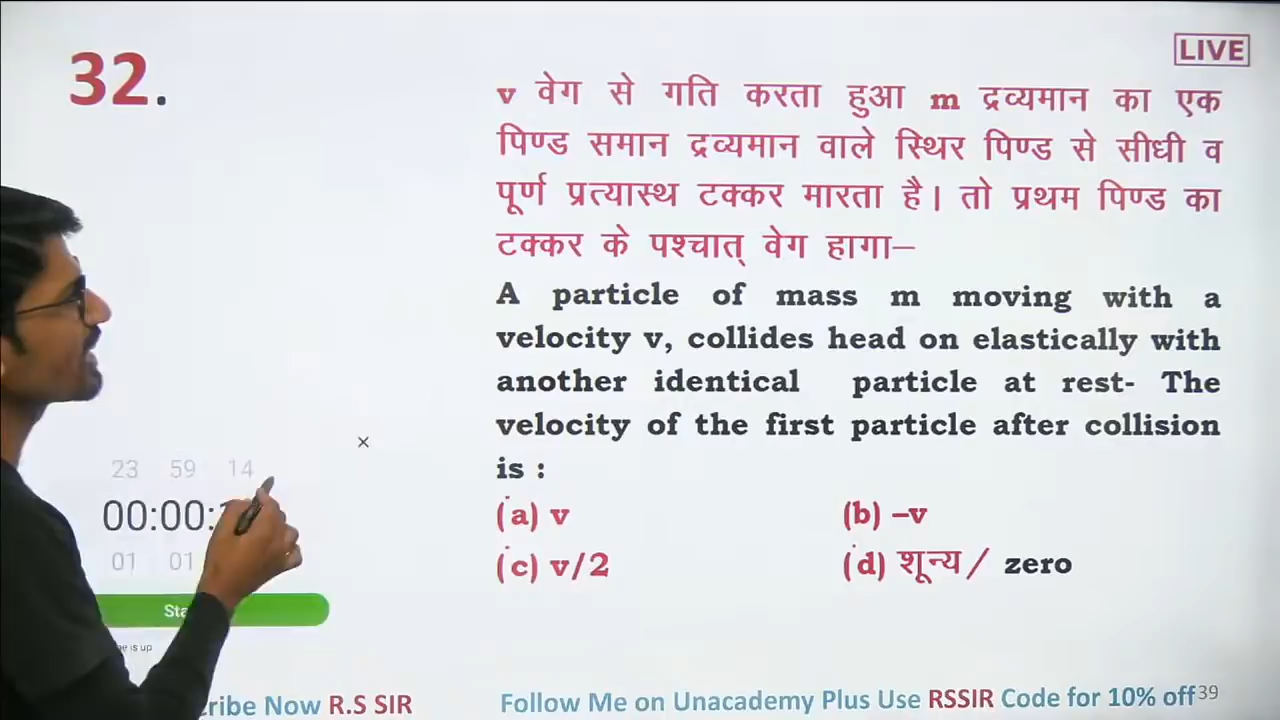 32.
LIVE
v वेग से गति करता हुआ m द्रव्यमान का एक
पिण्ड समान द्रव्यमान वाले स्थिर पिण्ड से सीधी व
पूर्ण प्रत्यास्थ टक्कर मारता है। तो प्रथम पिण्ड का
टक्कर के पश्चात् वेग हागा–
A particle of mass m moving with a
velocity v, collides head on elastically with
another identical particle at rest- The
velocity of the first particle after collision
is :
(a) v (b) –v
(c) v/2 (d) शून्य/ zero
×
23 59 14
00:00:
01 01
is up
Now R.S SIR
Follow Me on Unacademy Plus Use RSSIR Code for 10% off 39